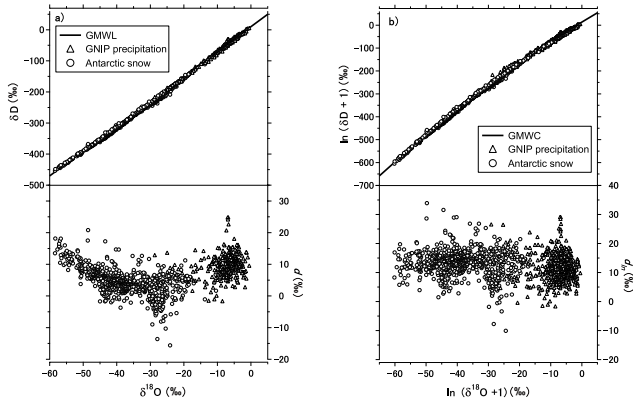 a)
GMWL
GNIP precipitation
Antarctic snow
δD (‰)
0
−100
−200
−300
−400
−500
30
20
10
0
−10
−20
d (‰)
−60 −50 −40 −30 −20 −10 0
δ¹⁸O (‰)
b)
GMWC
GNIP precipitation
Antarctic snow
ln (δD + 1) (‰)
0
−100
−200
−300
−400
−500
−600
−700
40
30
20
10
0
−10
−20
dln (‰)
−60 −50 −40 −30 −20 −10 0
ln (δ¹⁸O +1) (‰)